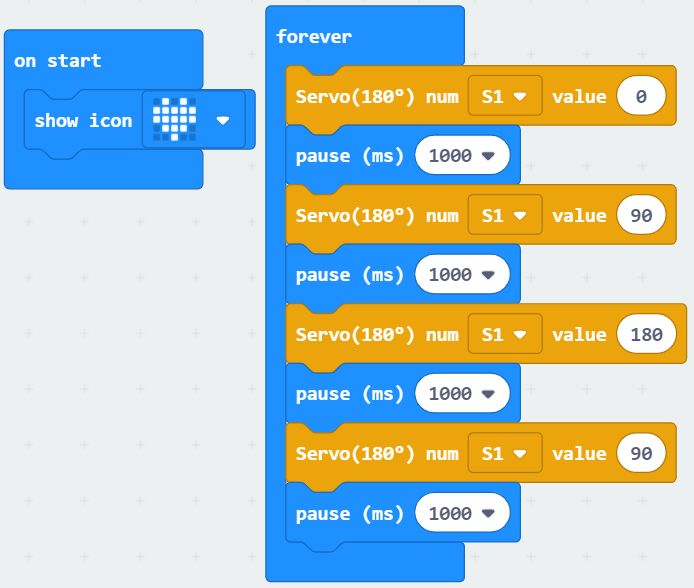 on start
show icon
forever
Servo(180°) num S1 value 0
pause (ms) 1000
Servo(180°) num S1 value 90
pause (ms) 1000
Servo(180°) num S1 value 180
pause (ms) 1000
Servo(180°) num S1 value 90
pause (ms) 1000